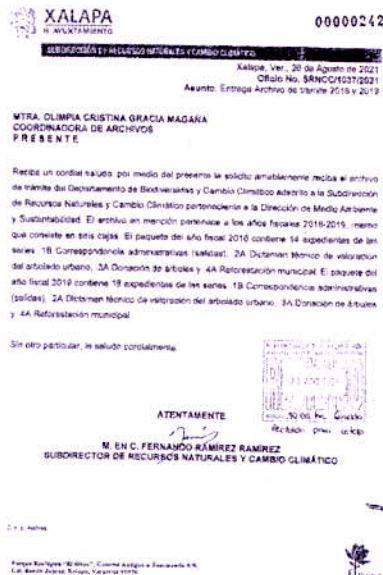 XALAPA
H. AYUNTAMIENTO
00000242
SUBDIRECCIÓN DE RECURSOS NATURALES Y CAMBIO CLIMÁTICO
Xalapa, Ver., 20 de Agosto de 2021
Oficio No. SRNCC/1037/2021
Asunto: Entrega Archivo de trámite 2018 y 2019
MTRA. OLIMPIA CRISTINA GRACIA MAGAÑA
COORDINADORA DE ARCHIVOS
P R E S E N T E
Reciba un cordial saludo, por medio del presente le solicito amablemente reciba el archivo
de trámite del Departamento de Biodiversidad y Cambio Climático adscrito a la Subdirección
de Recursos Naturales y Cambio Climático perteneciente a la Dirección de Medio Ambiente
y Sustentabilidad. El archivo en mención pertenece a los años fiscales 2018-2019, mismo
que consiste en seis cajas. El paquete del año fiscal 2018 contiene 14 expedientes de las
series: 1B Correspondencia administrativas (salidas), 2A Dictamen técnico de valoración
del arbolado urbano, 3A Donación de árboles y 4A Reforestación municipal. El paquete del
año fiscal 2019 contiene 18 expedientes de las series: 1B Correspondencia administrativas
(salidas), 2A Dictamen técnico de valoración del arbolado urbano, 3A Donación de árboles
y 4A Reforestación municipal.
Sin otro particular, le saludo cordialmente.
Recibido para
ATENTAMENTE
M. EN C. FERNANDO RAMÍREZ RAMÍREZ
SUBDIRECTOR DE RECURSOS NATURALES Y CAMBIO CLIMÁTICO
C.c.p. Archivo